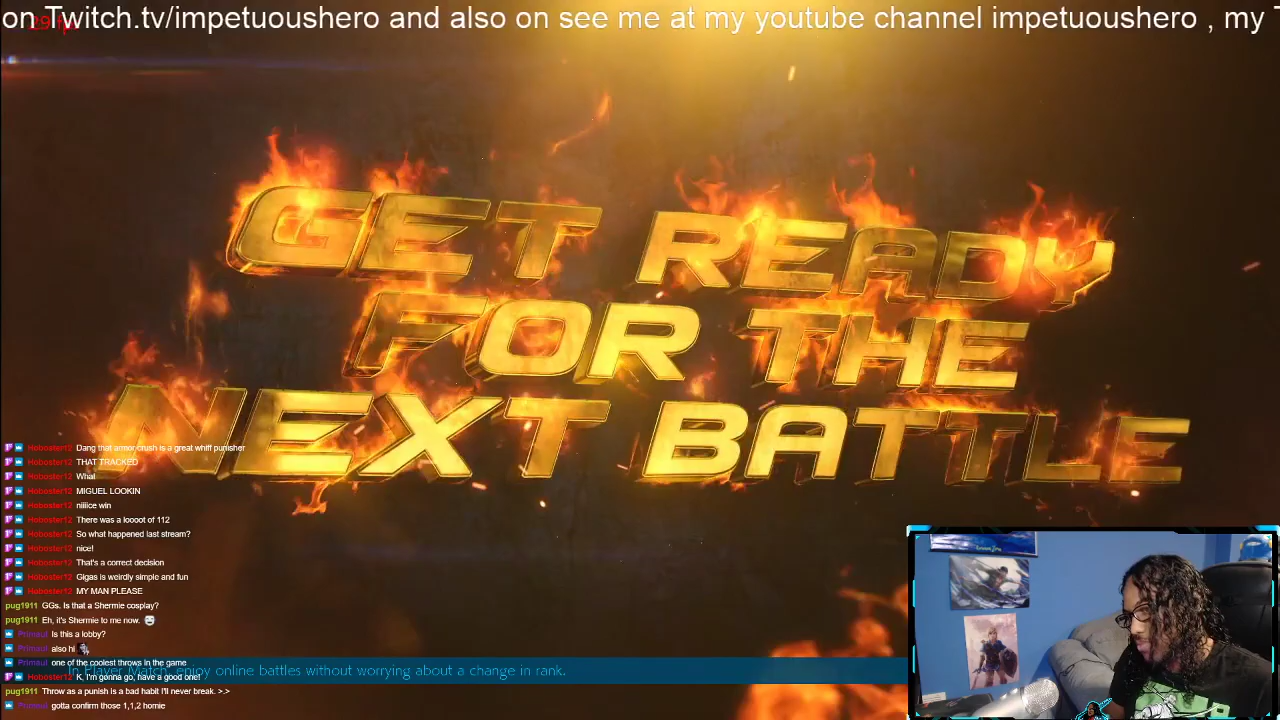 on Twitch.tv/impetuoushero and also on see me at my youtube channel impetuoushero , my
29 fp
GET READY
FOR THE
NEXT BATTLE
Hoboster12 Dang that armor crush is a great whiff punisher
Hoboster12 THAT TRACKED
Hoboster12 What
Hoboster12 MIGUEL LOOKIN
Hoboster12 niiiice win
Hoboster12 There was a loooot of 112
Hoboster12 So what happened last stream?
Hoboster12 nice!
Hoboster12 That's a correct decision
Hoboster12 Gigas is weirdly simple and fun
Hoboster12 MY MAN PLEASE
pug1911 GGs. Is that a Shermie cosplay?
pug1911 Eh, it's Shermie to me now.
Primaul Is this a lobby?
Primaul also hi
Primaul one of the coolest throws in the game
In Player Match, enjoy online battles without worrying about a change in rank.
Hoboster12 K, I'm gonna go, have a good one!
pug1911 Throw as a punish is a bad habit I'll never break. >.>
Primaul gotta confirm those 1,1,2 homie